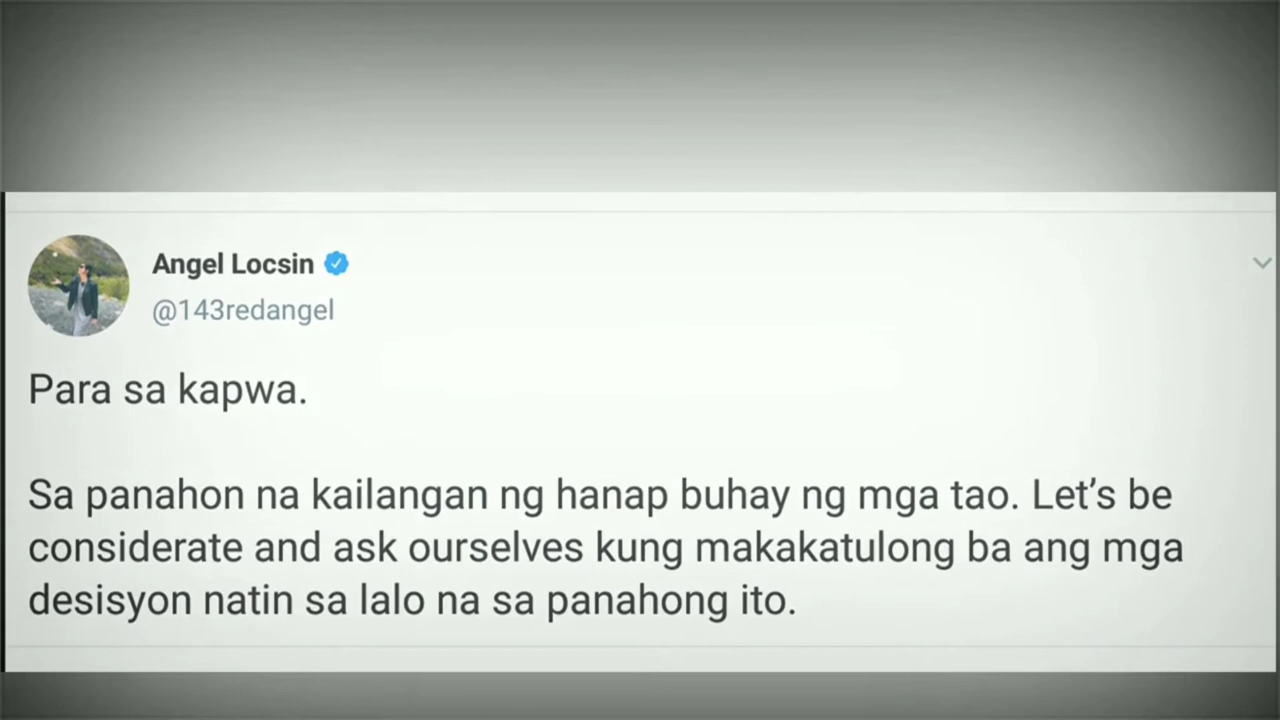 Angel Locsin
@143redangel
Para sa kapwa.
Sa panahon na kailangan ng hanap buhay ng mga tao. Let’s be
considerate and ask ourselves kung makakatulong ba ang mga
desisyon natin sa lalo na sa panahong ito.